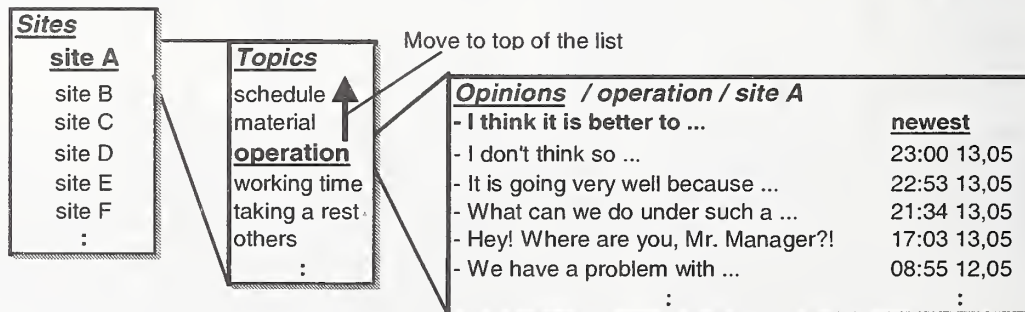 Sites
site A
site B
site C
site D
site E
site F
:
Topics
schedule
material
operation
working time
taking a rest
others
:
Move to top of the list
Opinions / operation / site A
- I think it is better to ... newest
- I don't think so ... 23:00 13,05
- It is going very well because ... 22:53 13,05
- What can we do under such a ... 21:34 13,05
- Hey! Where are you, Mr. Manager?! 17:03 13,05
- We have a problem with ... 08:55 12,05
: :